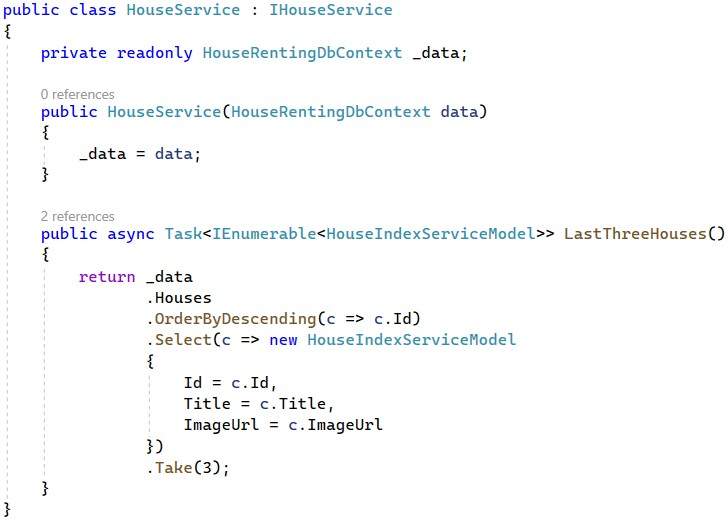 public class HouseService : IHouseService
{
    private readonly HouseRentingDbContext _data;
    0 references
    public HouseService(HouseRentingDbContext data)
    {
        _data = data;
    }
    2 references
    public async Task<IEnumerable<HouseIndexServiceModel>> LastThreeHouses()
    {
        return _data
               .Houses
               .OrderByDescending(c => c.Id)
               .Select(c => new HouseIndexServiceModel
               {
                   Id = c.Id,
                   Title = c.Title,
                   ImageUrl = c.ImageUrl
               })
               .Take(3);
    }
}